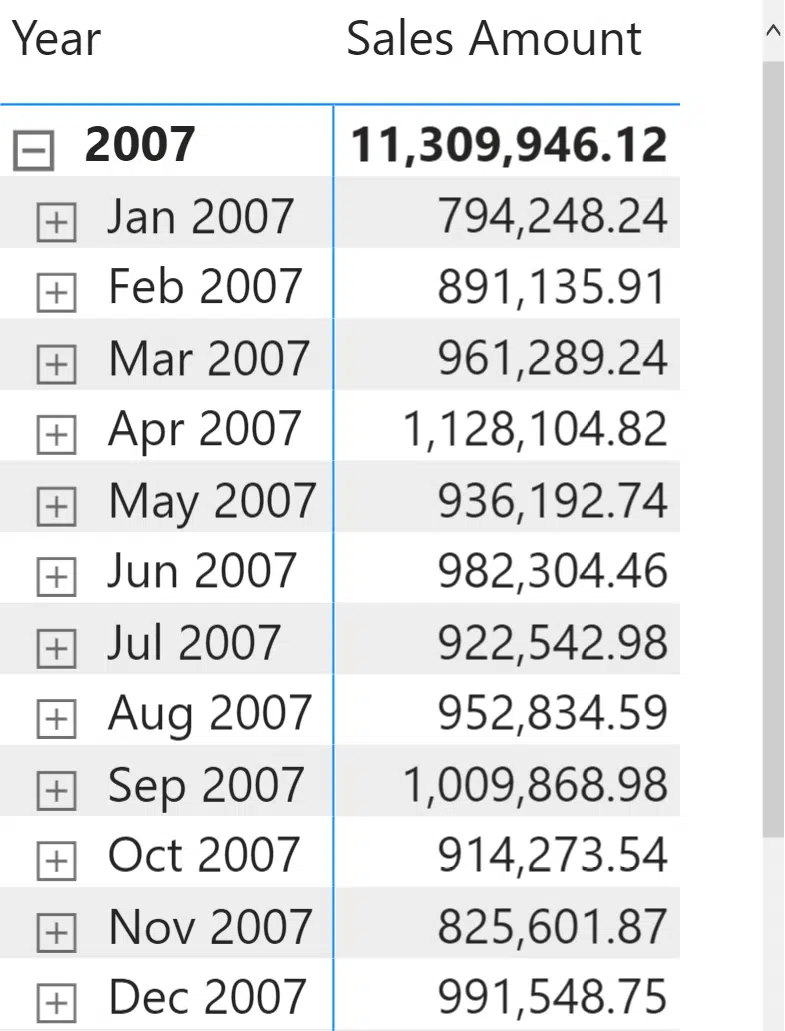 Year Sales Amount
2007 11,309,946.12
Jan 2007 794,248.24
Feb 2007 891,135.91
Mar 2007 961,289.24
Apr 2007 1,128,104.82
May 2007 936,192.74
Jun 2007 982,304.46
Jul 2007 922,542.98
Aug 2007 952,834.59
Sep 2007 1,009,868.98
Oct 2007 914,273.54
Nov 2007 825,601.87
Dec 2007 991,548.75